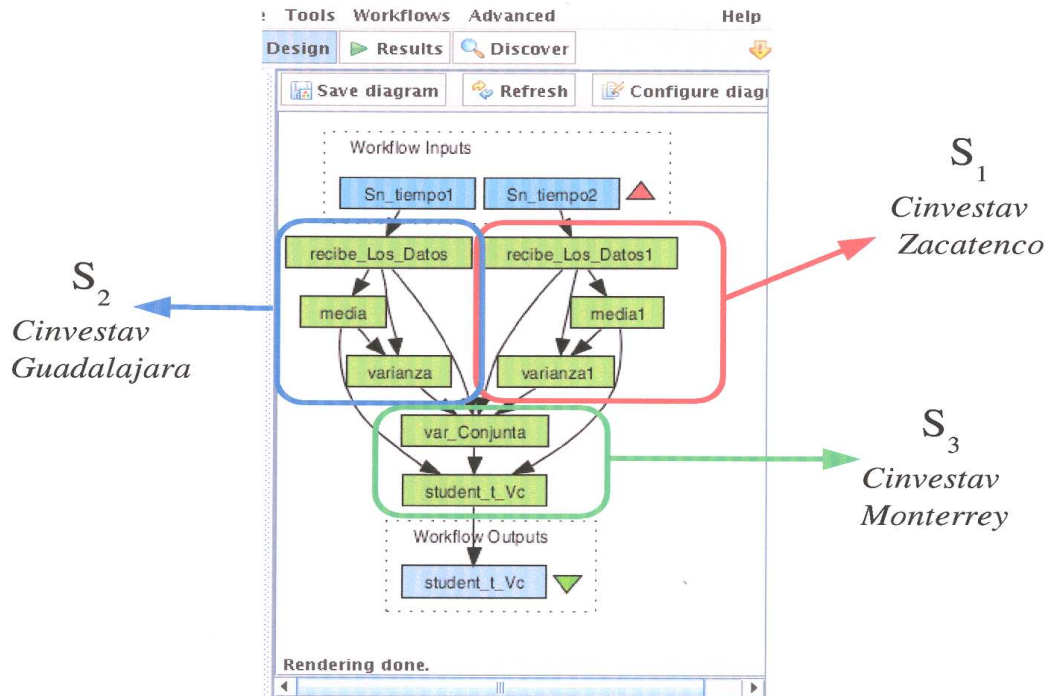 Tools Workflows Advanced Help
Design Results Discover
Save diagram Refresh Configure diagr
Workflow Inputs
Sn_tiempo1 Sn_tiempo2
recibe_Los_Datos recibe_Los_Datos1
media media1
varianza varianza1
var_Conjunta
student_t_Vc
Workflow Outputs
student_t_Vc
Rendering done.
S1
Cinvestav
Zacatenco
S2
Cinvestav
Guadalajara
S3
Cinvestav
Monterrey